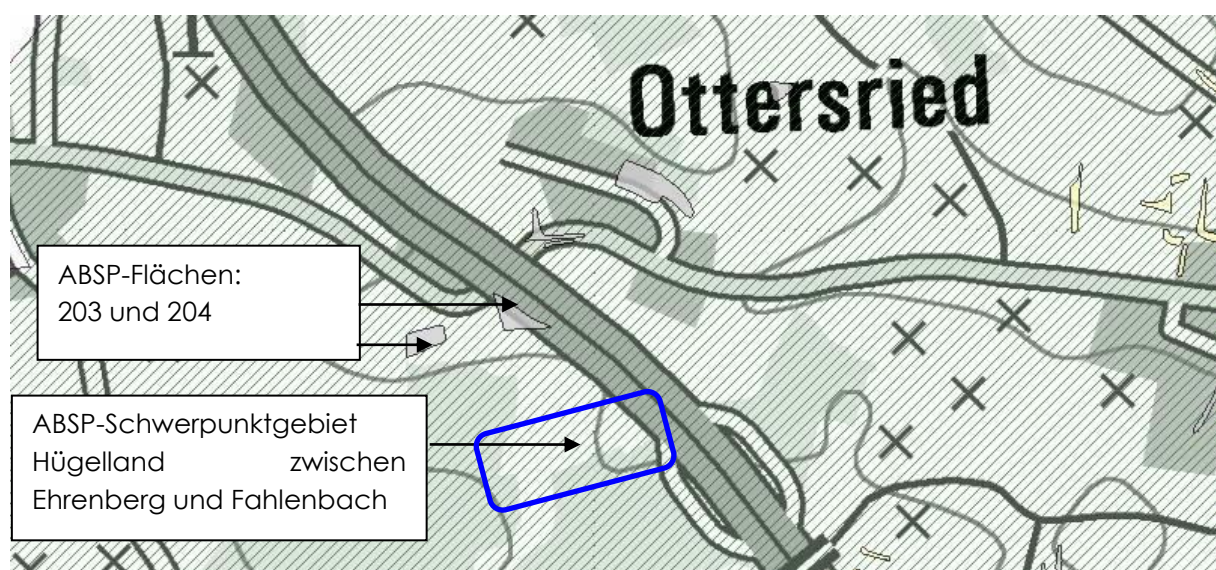 Ottersried
ABSP-Flächen:
203 und 204
ABSP-Schwerpunktgebiet
Hügelland zwischen
Ehrenberg und Fahlenbach